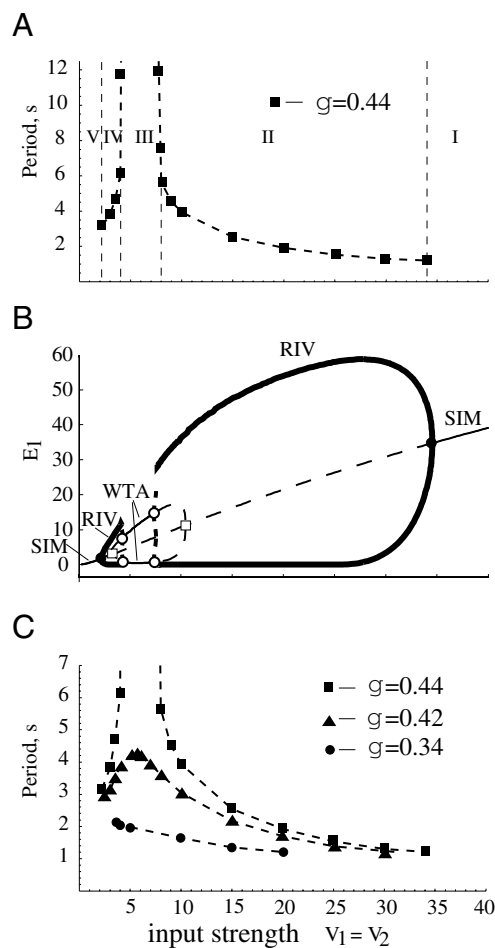 A
12
10
8
6
4
2
Period, s
V IV III II I
g=0.44
B
60
50
40
30
20
10
0
E1
RIV
SIM
WTA
RIV
SIM
C
7
6
5
4
3
2
1
Period, s
g=0.44
g=0.42
g=0.34
5 10 15 20 25 30 35 40
input strength V1 = V2